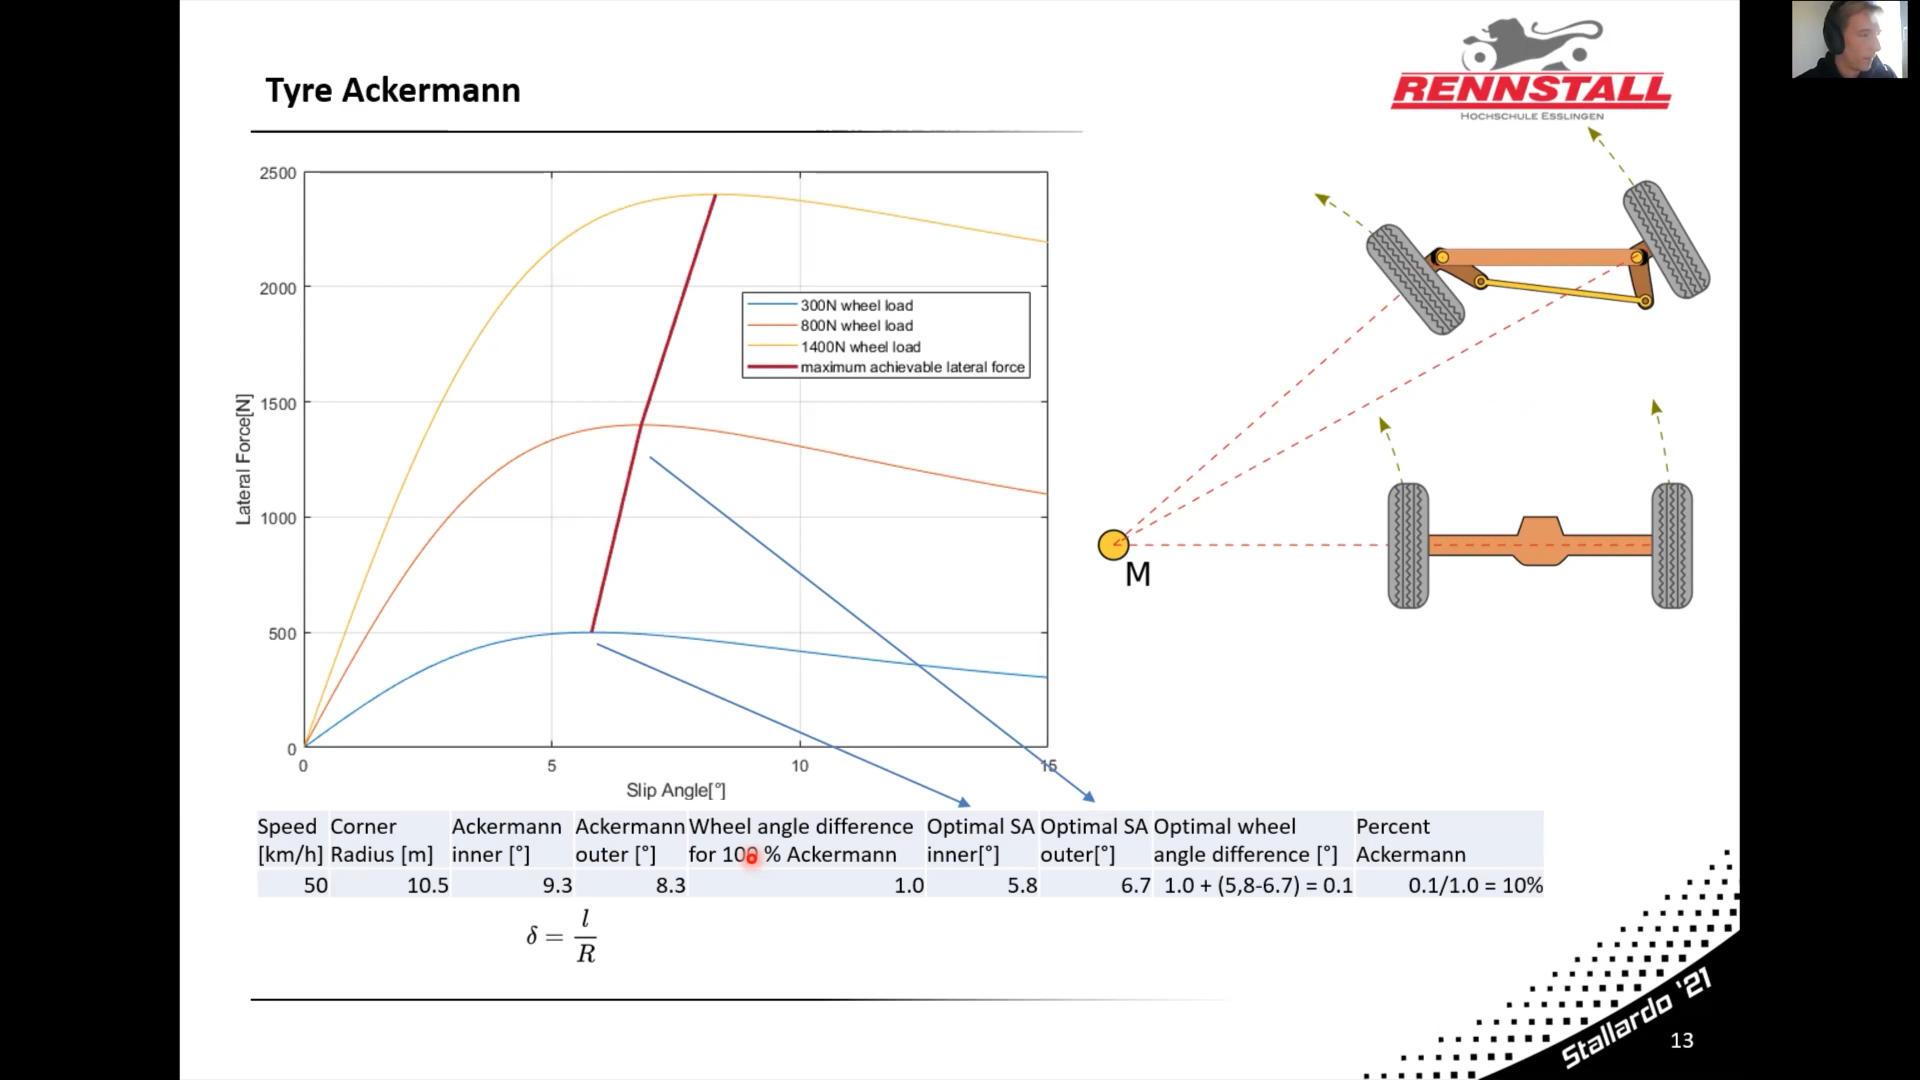 Tyre Ackermann
RENNSTALL
HOCHSCHULE ESSLINGEN
2500
2000
1500
1000
500
0
Lateral Force[N]
300N wheel load
800N wheel load
1400N wheel load
maximum achievable lateral force
0 5 10 15
Slip Angle[°]
M
Speed [km/h] Corner Radius [m] Ackermann inner [°] Ackermann outer [°] Wheel angle difference for 100 % Ackermann Optimal SA inner[°] Optimal SA outer[°] Optimal wheel angle difference [°] Percent Ackermann
50 10.5 9.3 8.3 1.0 5.8 6.7 1.0 + (5,8-6.7) = 0.1 0.1/1.0 = 10%
δ = l/R
Stallardo '21
13